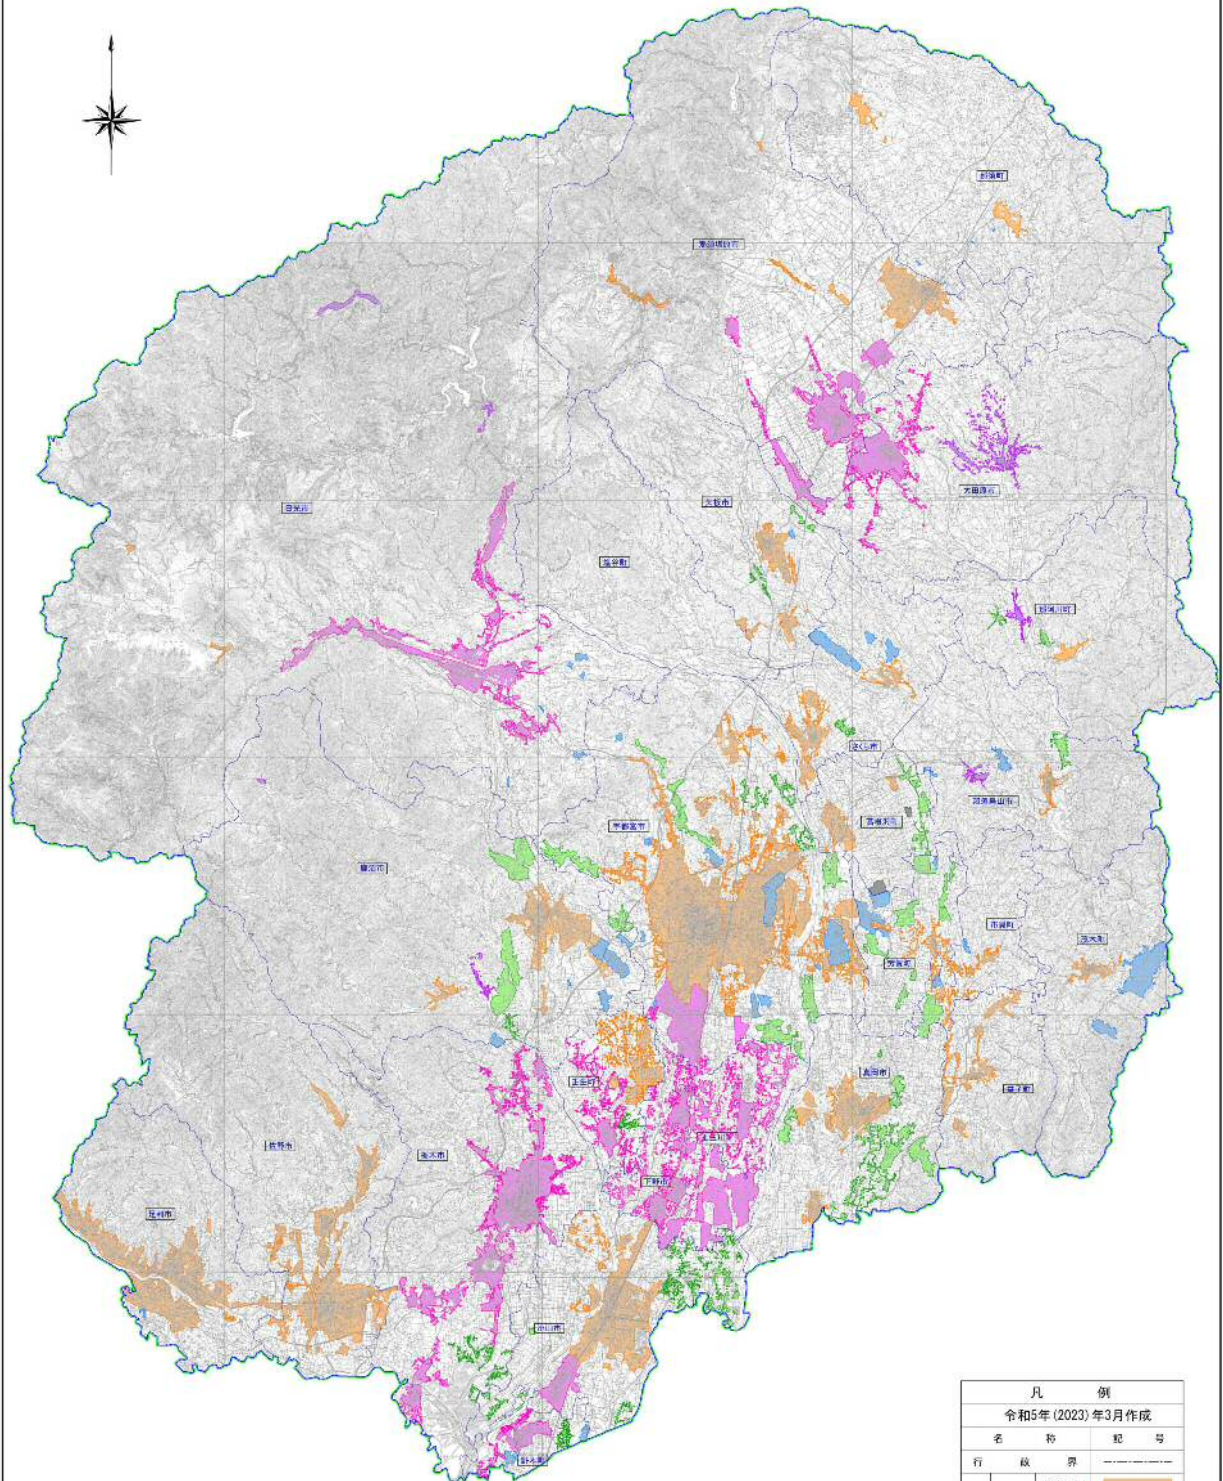 那須町
那須塩原市
大田原市
日光市
矢板市
塩谷町
那珂川町
さくら市
那須烏山市
宇都宮市
高根沢町
鹿沼市
市貝町
茂木町
芳賀町
真岡市
壬生町
益子町
上三川町
佐野市
栃木市
下野市
足利市
小山市
野木町
凡 例
令和5年(2023)年3月作成
名 称 記 号
行 政 界